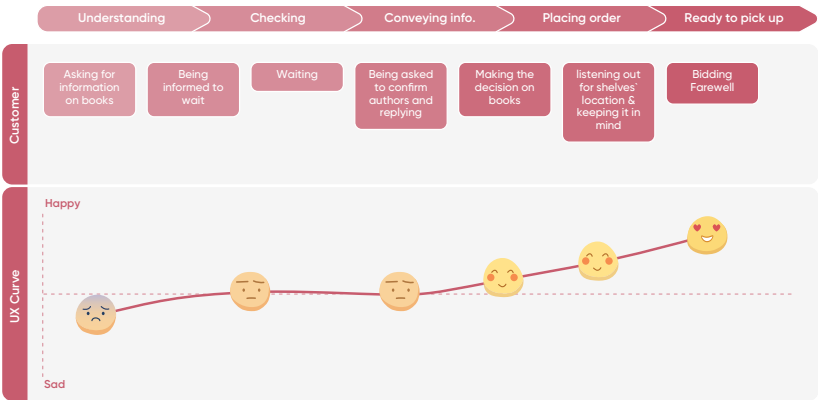 Understanding
Checking
Conveying info.
Placing order
Ready to pick up
Customer
Asking for
information
on books
Being
informed to
wait
Waiting
Being asked
to confirm
authors and
replying
Making the
decision on
books
listening out
for shelves`
location &
keeping it in
mind
Bidding
Farewell
UX Curve
Happy
Sad